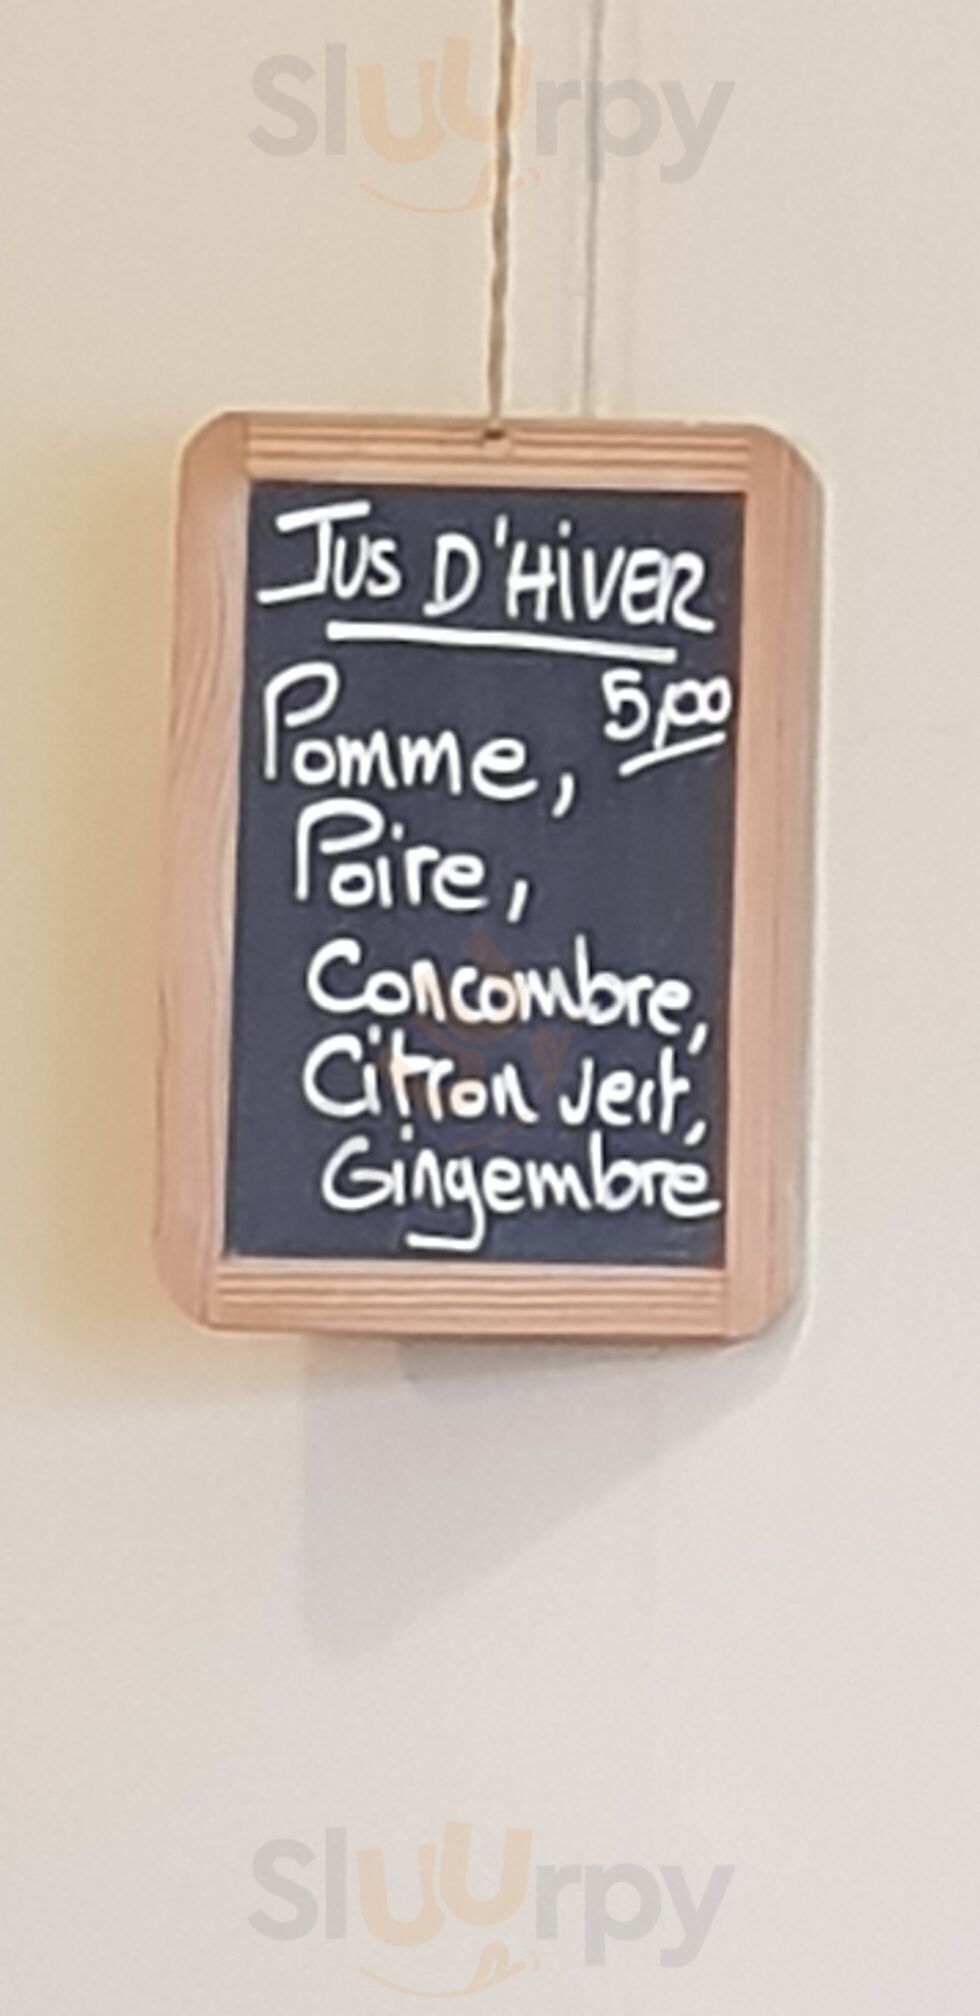 Sluurpy
JUS D'HIVER
5,00
Pomme,
Poire,
Concombre,
Citron vert,
Gingembre
Sluurpy